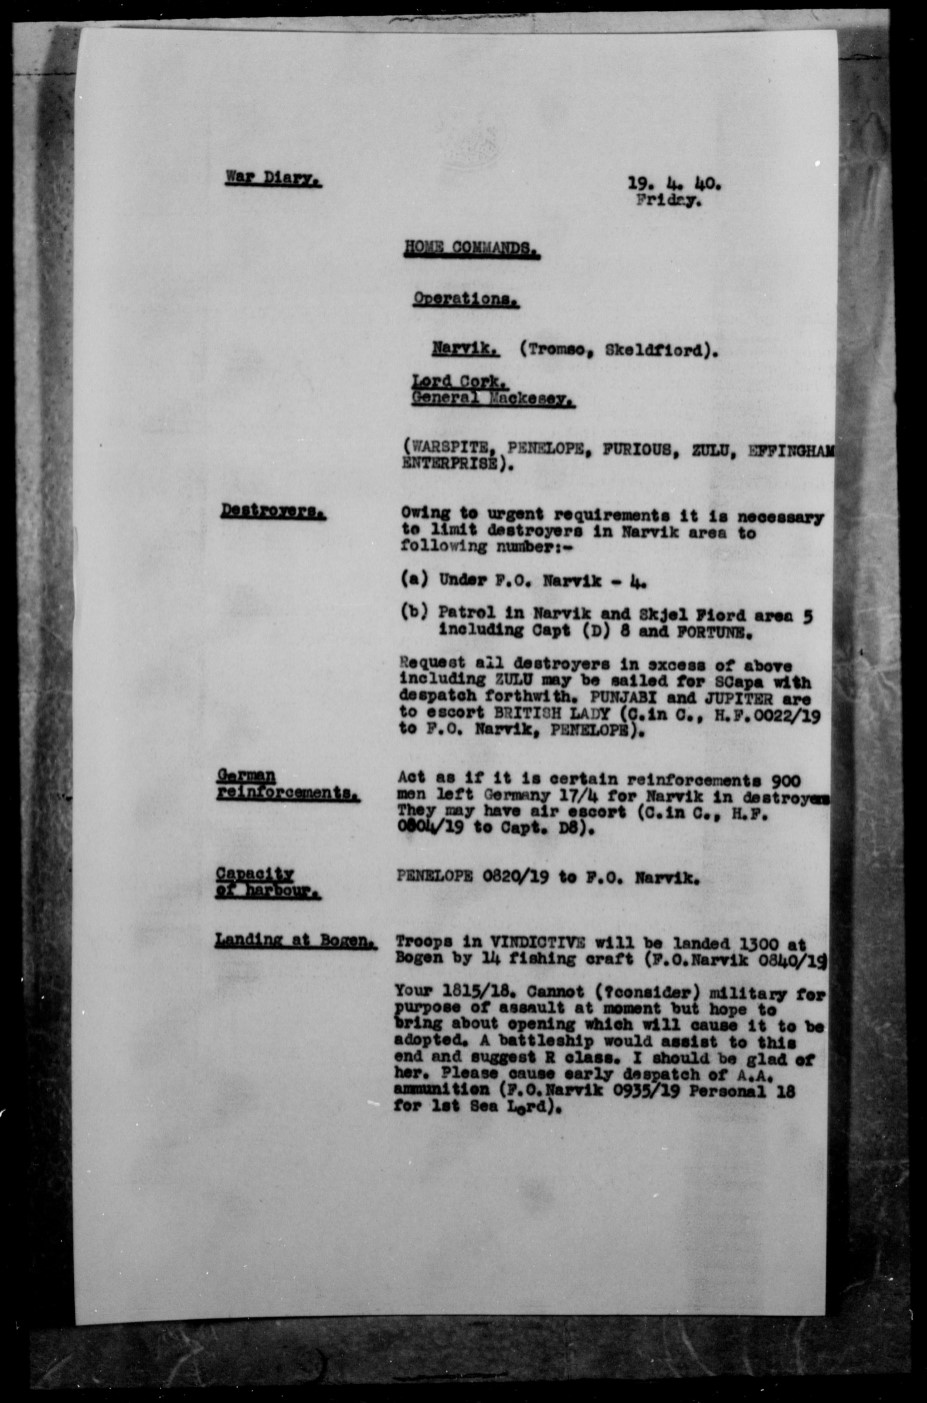 War Diary.
19. 4. 40.
Friday.
HOME COMMANDS.
Operations.
Narvik. (Tromso, Skeldfiord).
Lord Cork.
General Mackesey.
(WARSPITE, PENELOPE, FURIOUS, ZULU, EFFINGHAM
ENTERPRISE).
Destroyers.
Owing to urgent requirements it is necessary
to limit destroyers in Narvik area to
following number:-
(a) Under F.O. Narvik - 4.
(b) Patrol in Narvik and Skjel Fiord area 5
including Capt (D) 8 and FORTUNE.
Request all destroyers in excess of above
including ZULU may be sailed for SCapa with
despatch forthwith. PUNJABI and JUPITER are
to escort BRITISH LADY (C.in C., H.F.0022/19
to F.O. Narvik, PENELOPE).
German
reinforcements.
Act as if it is certain reinforcements 900
men left Germany 17/4 for Narvik in destroyers
They may have air escort (C.in C., H.F.
0804/19 to Capt. D8).
Capacity
of harbour.
PENELOPE 0820/19 to F.O. Narvik.
Landing at Bogen.
Troops in VINDICTIVE will be landed 1300 at
Bogen by 14 fishing craft (F.O.Narvik 0840/19)
Your 1815/18. Cannot (?consider) military for
purpose of assault at moment but hope to
bring about opening which will cause it to be
adopted. A battleship would assist to this
end and suggest R class. I should be glad of
her. Please cause early despatch of A.A.
ammunition (F.O.Narvik 0935/19 Personal 18
for 1st Sea Lord).